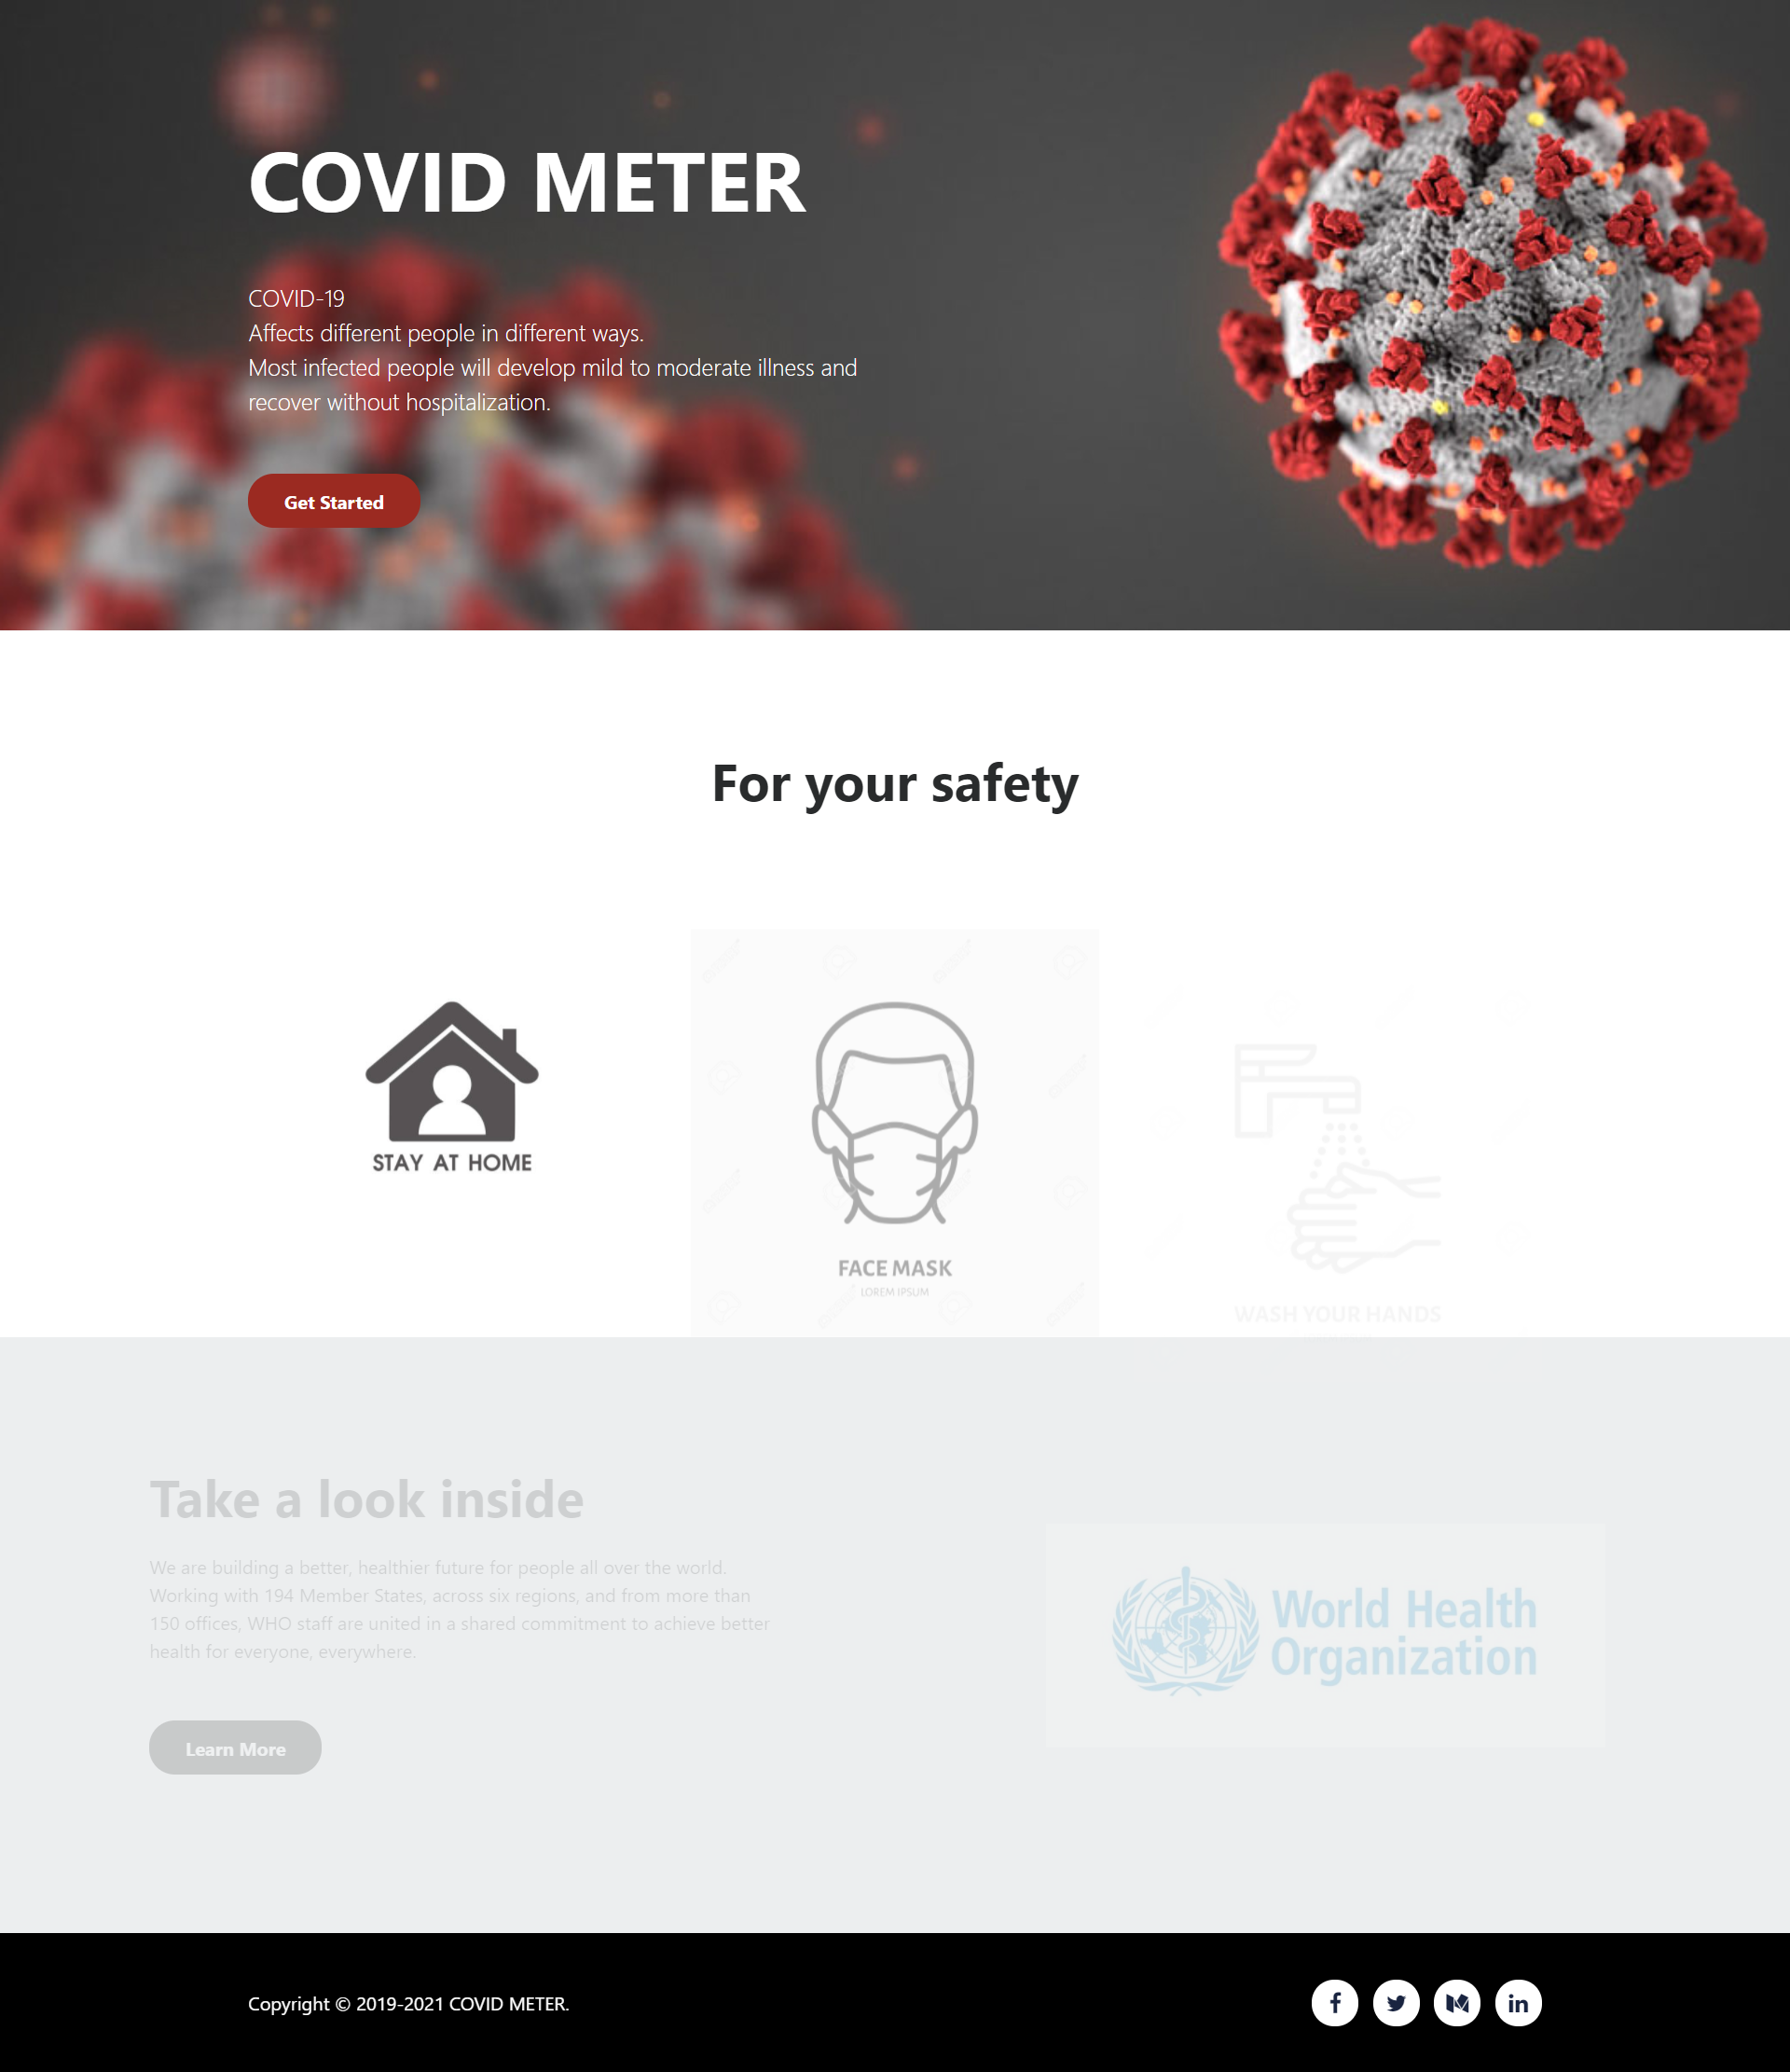 COVID METER
COVID-19
Affects different people in different ways.
Most infected people will develop mild to moderate illness and
recover without hospitalization.
Get Started
For your safety
STAY AT HOME
FACE MASK
LOREM IPSUM
WASH YOUR HANDS
Take a look inside
We are building a better, healthier future for people all over the world.
Working with 194 Member States, across six regions, and from more than
150 offices, WHO staff are united in a shared commitment to achieve better
health for everyone, everywhere.
Learn More
World Health
Organization
Copyright © 2019-2021 COVID METER.